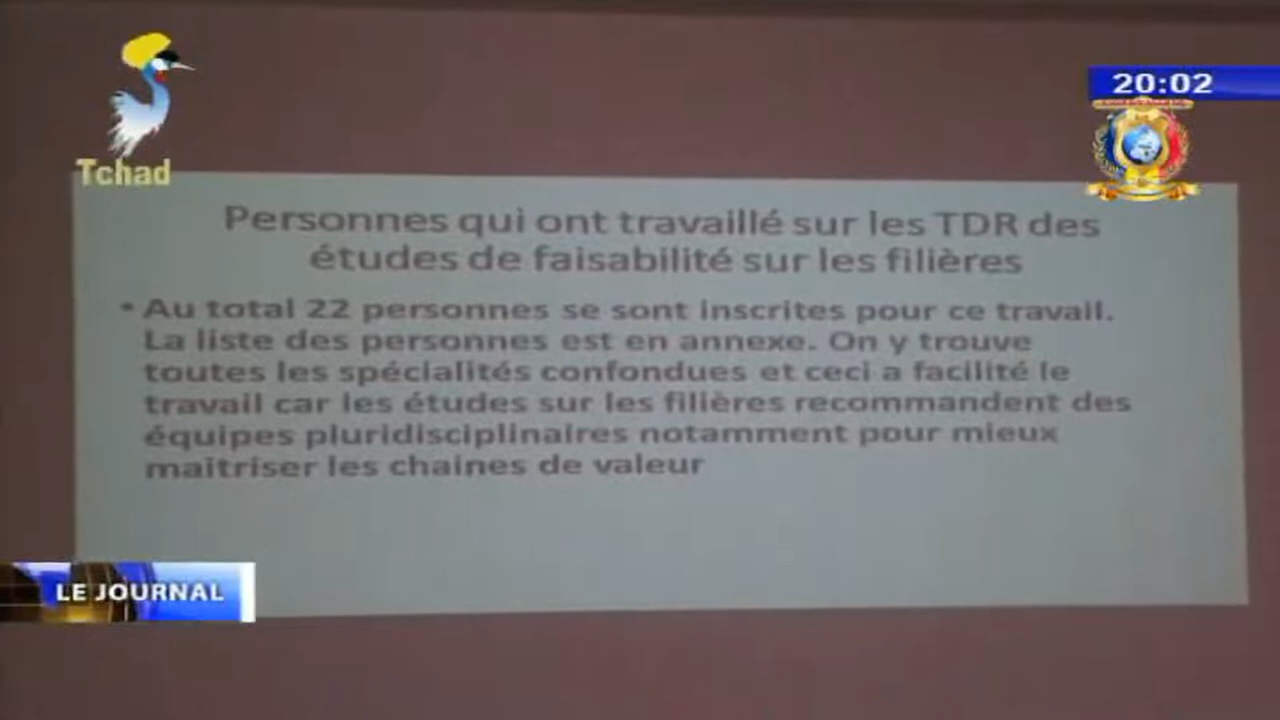 Tchad
20:02
Personnes qui ont travaillé sur les TDR des
études de faisabilité sur les filières
• Au total 22 personnes se sont inscrites pour ce travail.
La liste des personnes est en annexe. On y trouve
toutes les spécialités confondues et ceci a facilité le
travail car les études sur les filières recommandent des
équipes pluridisciplinaires notamment pour mieux
maitriser les chaines de valeur
LE JOURNAL